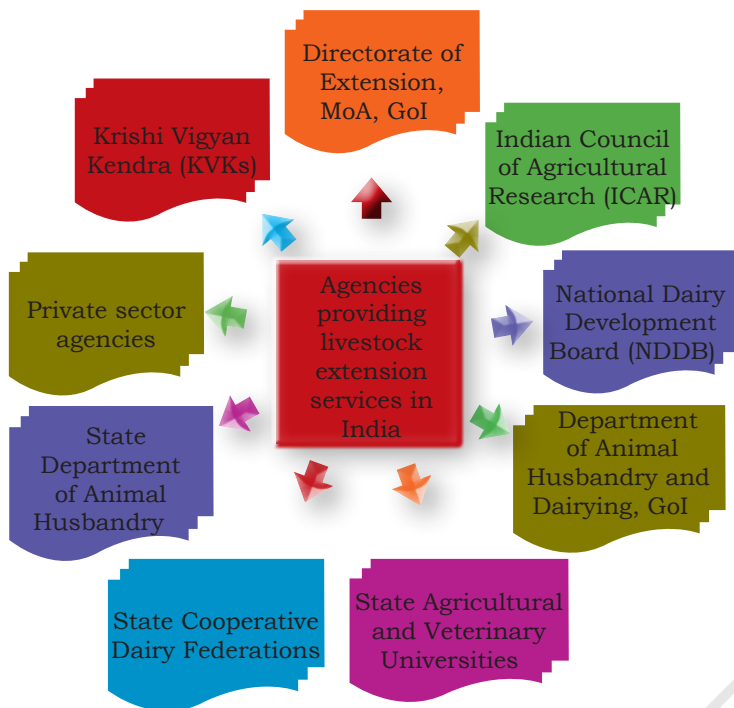 Directorate of
Extension,
MoA, GoI
Krishi Vigyan
Kendra (KVKs)
Indian Council
of Agricultural
Research (ICAR)
Agencies
providing
livestock
extension
services in
India
Private sector
agencies
National Dairy
Development
Board (NDDB)
State
Department
of Animal
Husbandry
Department
of Animal
Husbandry and
Dairying, GoI
State Cooperative
Dairy Federations
State Agricultural
and Veterinary
Universities